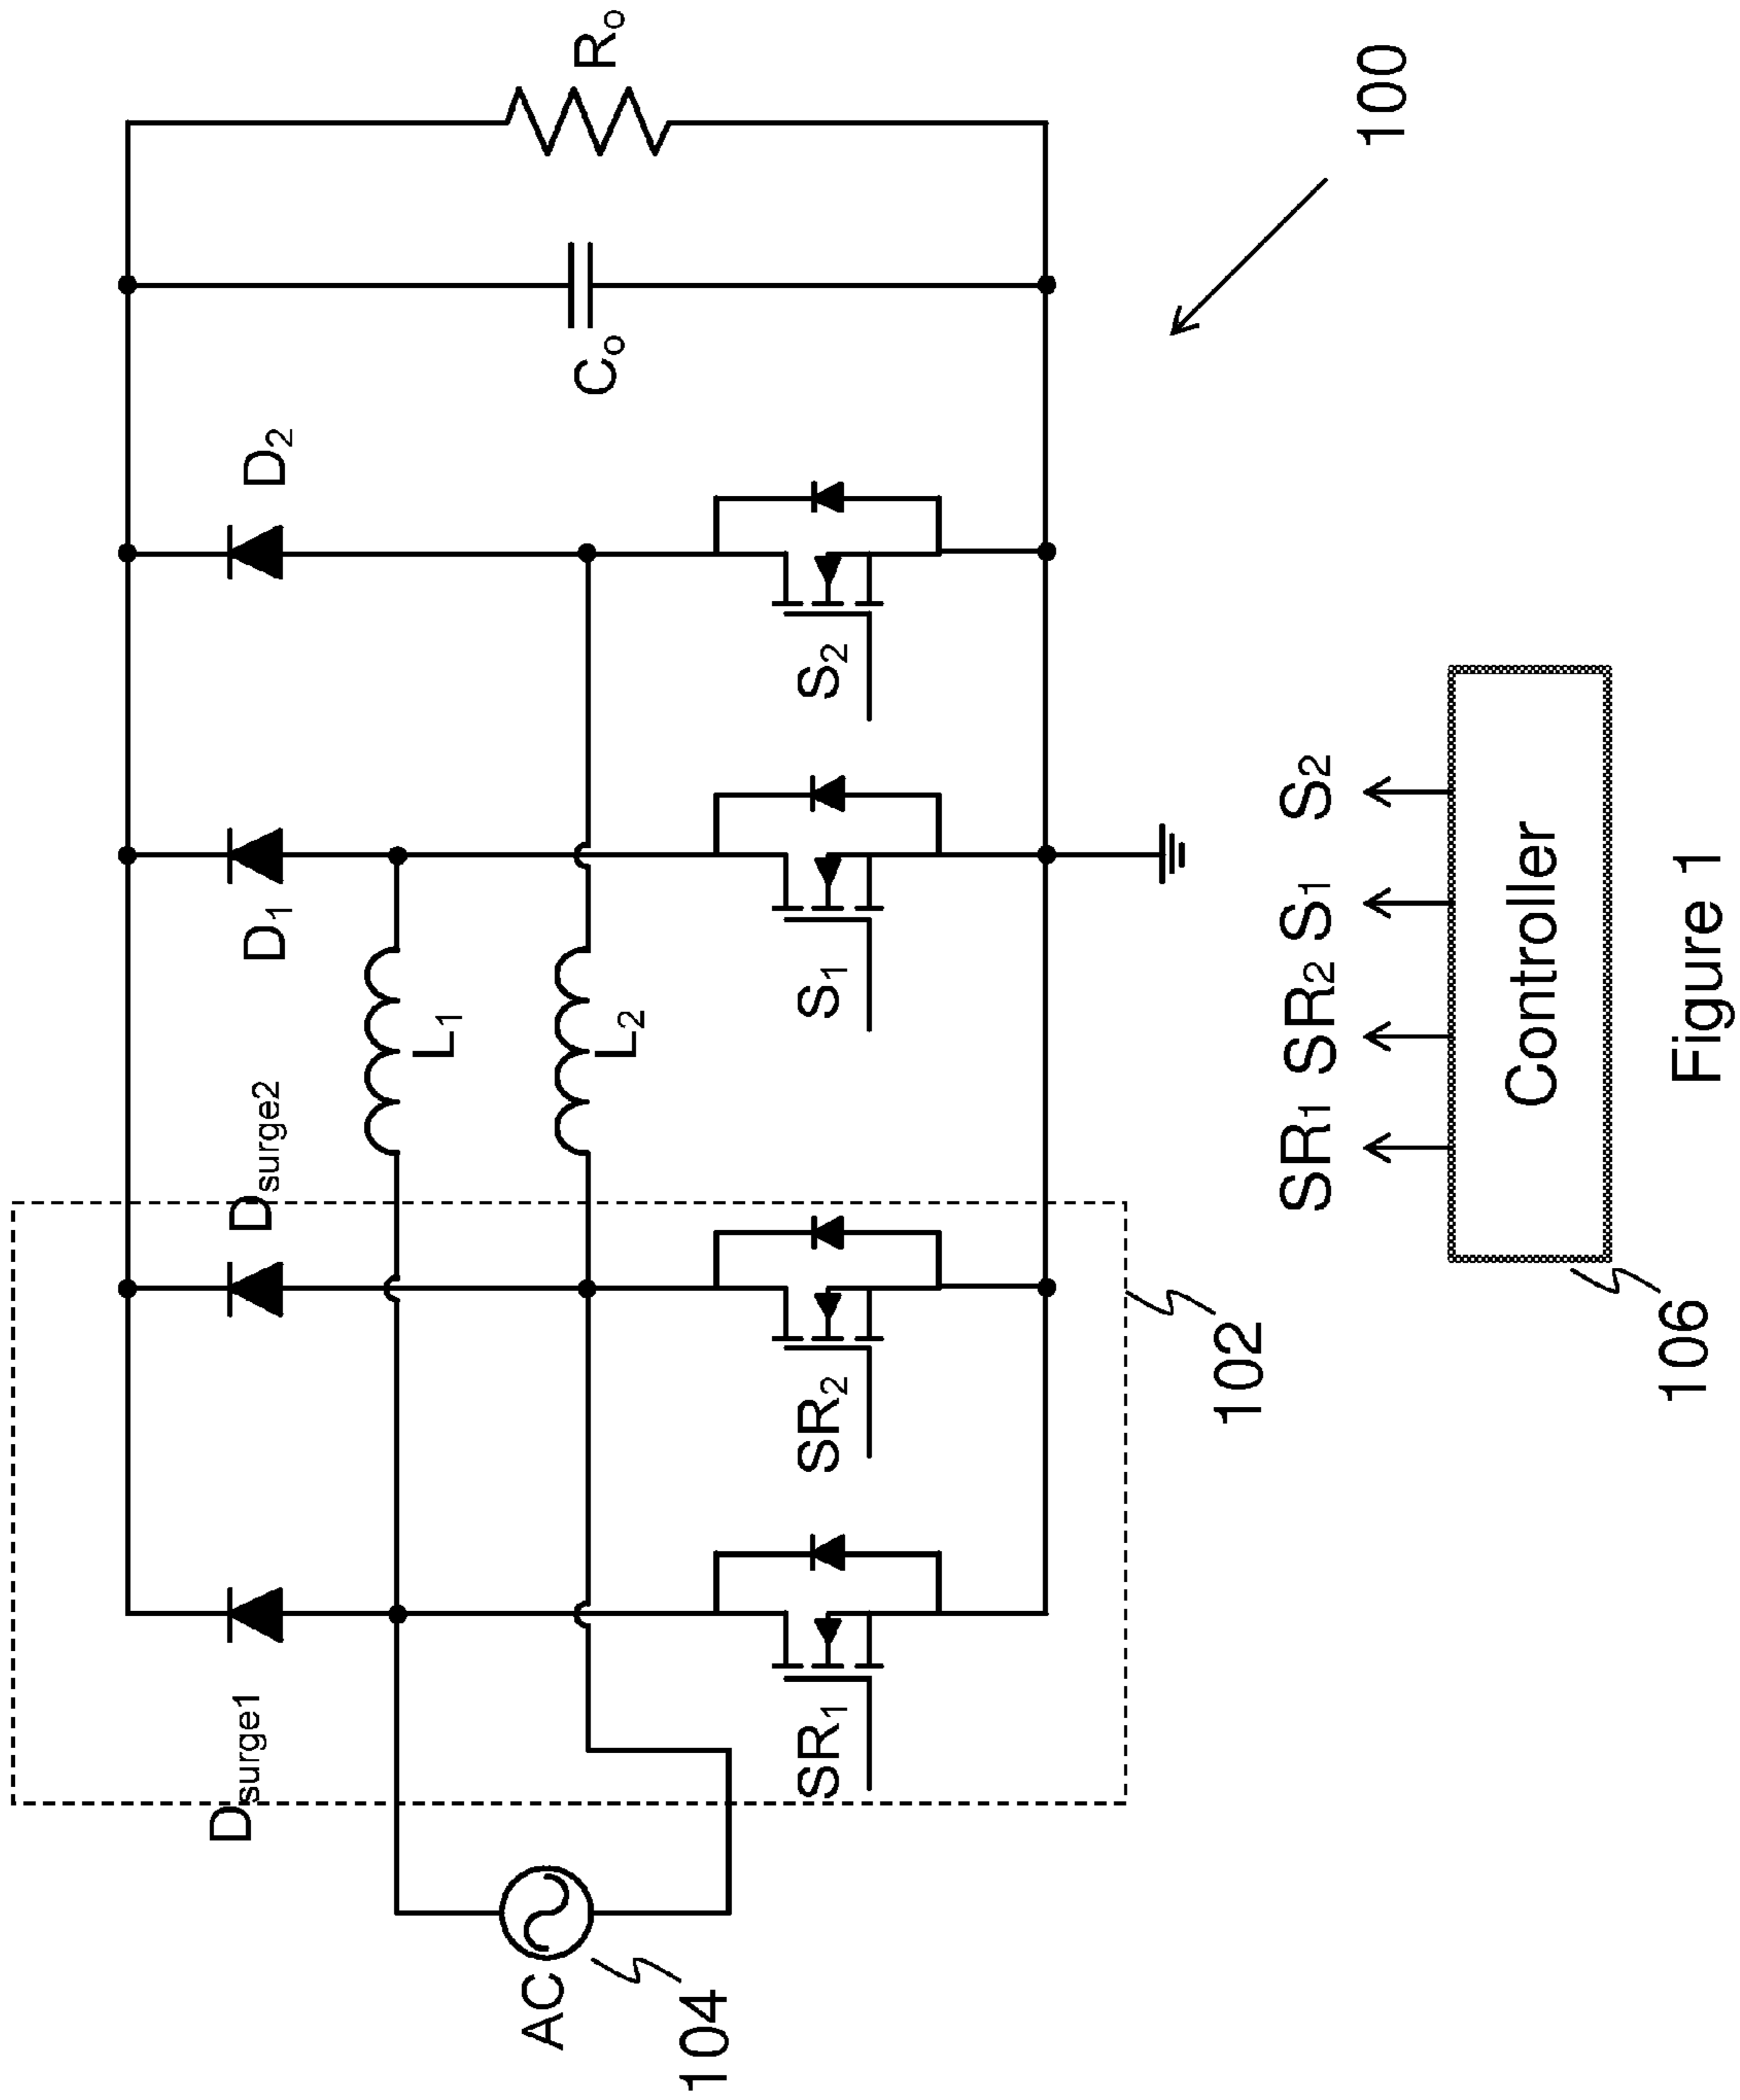 D₁
D₂
Dsurge1
Dsurge2
L₁
L₂
Cₒ
Rₒ
AC
104
SR₁
SR₂
S₁
S₂
102
100
SR₁ SR₂ S₁ S₂
Controller
106
Figure 1